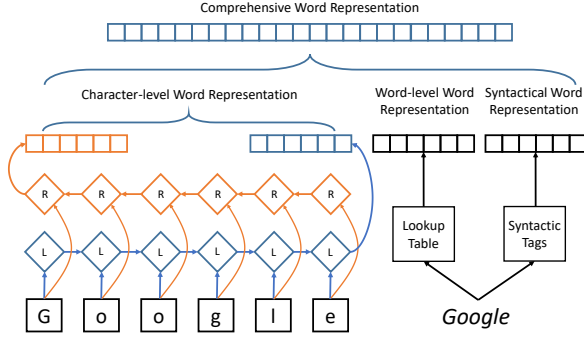 Comprehensive Word Representation
Character-level Word Representation
Word-level Word
Representation
Syntactical Word
Representation
R R R R R R
L L L L L L
Lookup
Table
Syntactic
Tags
G o o g l e
Google